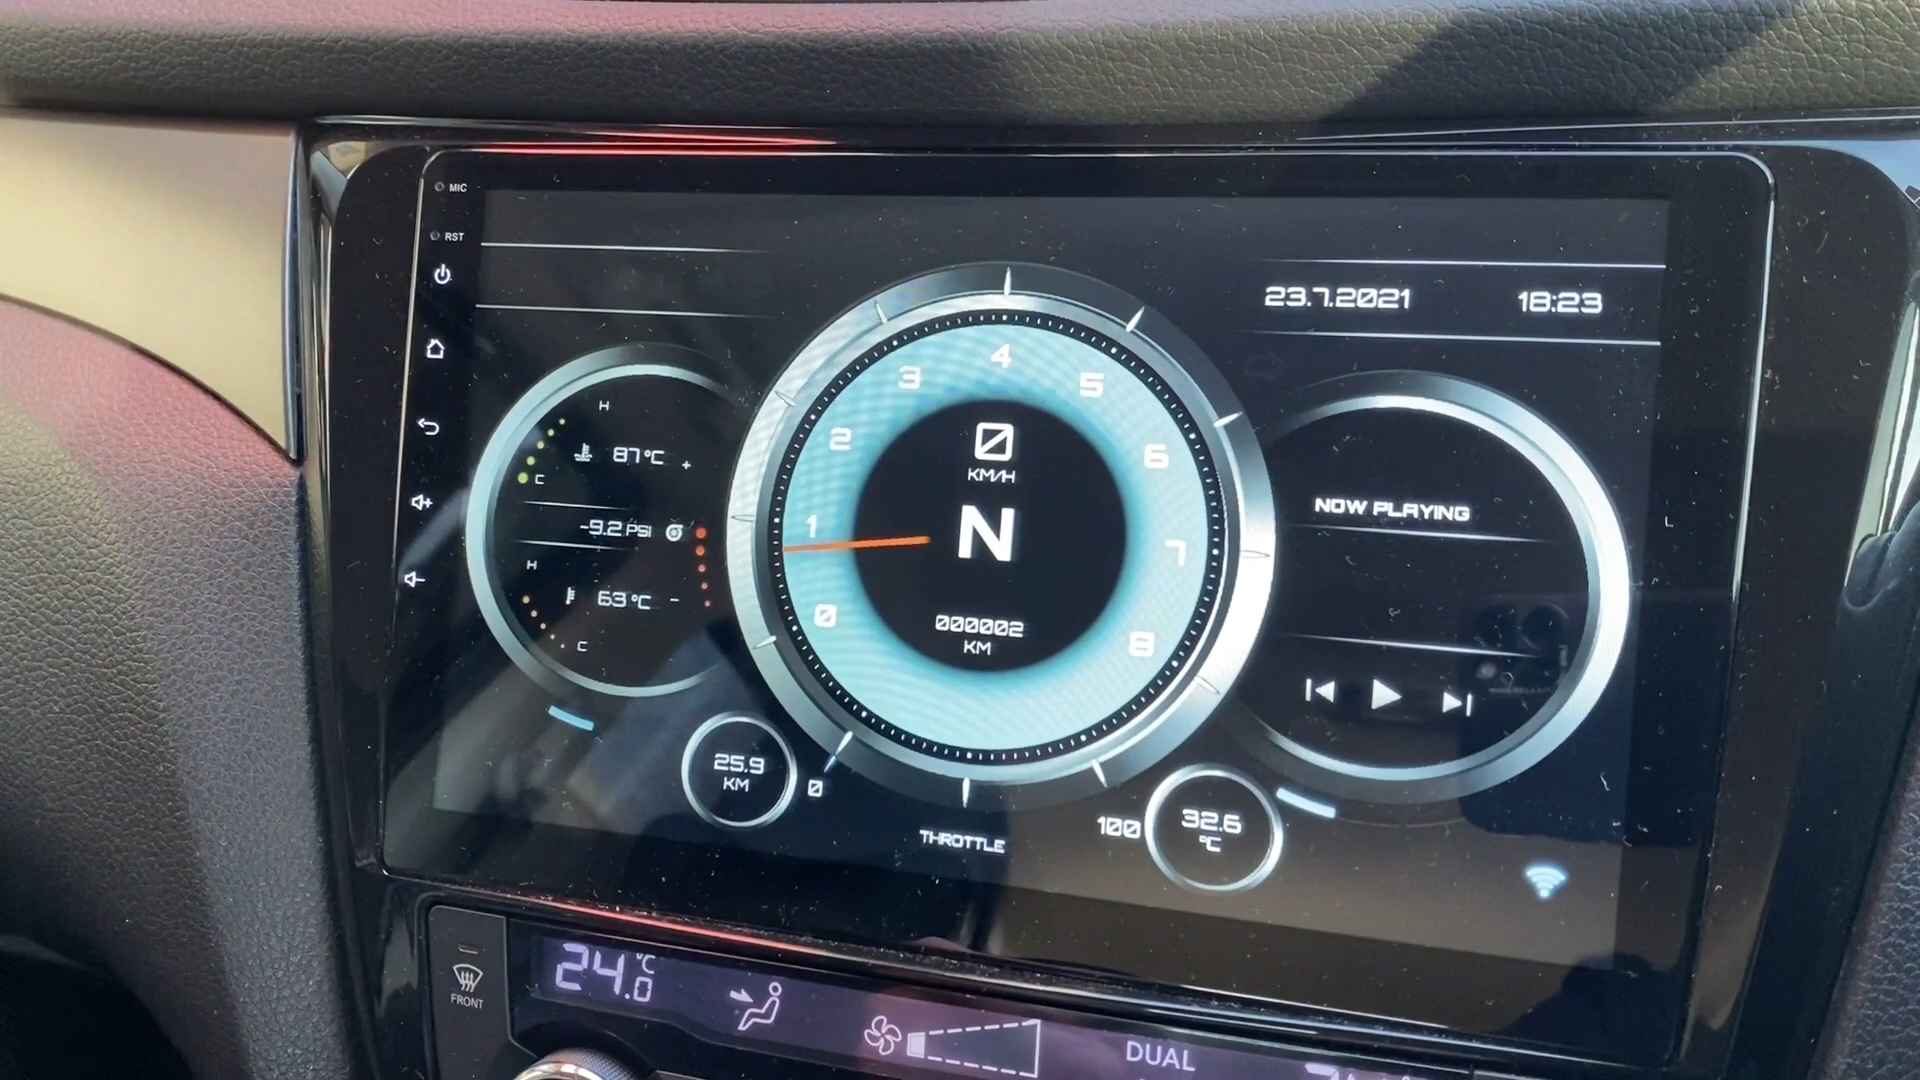 MIC
RST
23.7.2021 18:23
H
87°C +
C
-9.2 PSI
H
63°C -
C
0 1 2 3 4 5 6 7 8
0
KM/H
N
000002
KM
NOW PLAYING
25.9
KM
0
THROTTLE
100
32.6
°C
FRONT
24.0 °C
DUAL